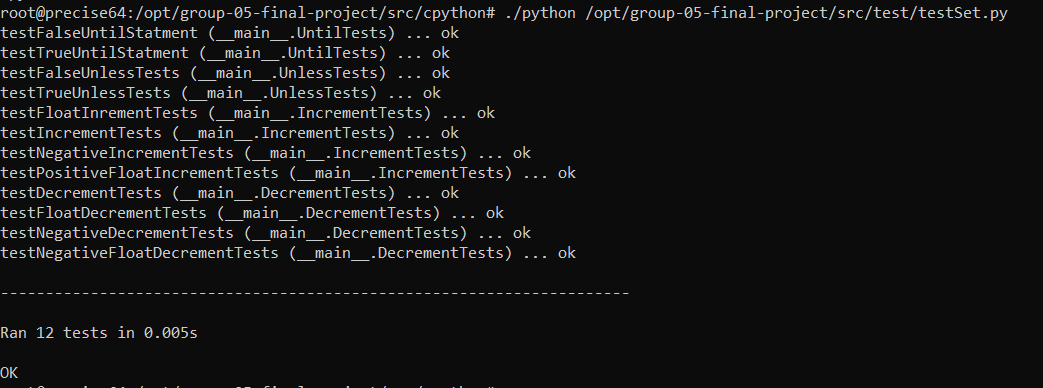 root@precise64:/opt/group-05-final-project/src/cpython# ./python /opt/group-05-final-project/src/test/testSet.py
testFalseUntilStatment (__main__.UntilTests) ... ok
testTrueUntilStatment (__main__.UntilTests) ... ok
testFalseUnlessTests (__main__.UnlessTests) ... ok
testTrueUnlessTests (__main__.UnlessTests) ... ok
testFloatInrementTests (__main__.IncrementTests) ... ok
testIncrementTests (__main__.IncrementTests) ... ok
testNegativeIncrementTests (__main__.IncrementTests) ... ok
testPositiveFloatIncrementTests (__main__.IncrementTests) ... ok
testDecrementTests (__main__.DecrementTests) ... ok
testFloatDecrementTests (__main__.DecrementTests) ... ok
testNegativeDecrementTests (__main__.DecrementTests) ... ok
testNegativeFloatDecrementTests (__main__.DecrementTests) ... ok
----------------------------------------------------------------------
Ran 12 tests in 0.005s
OK